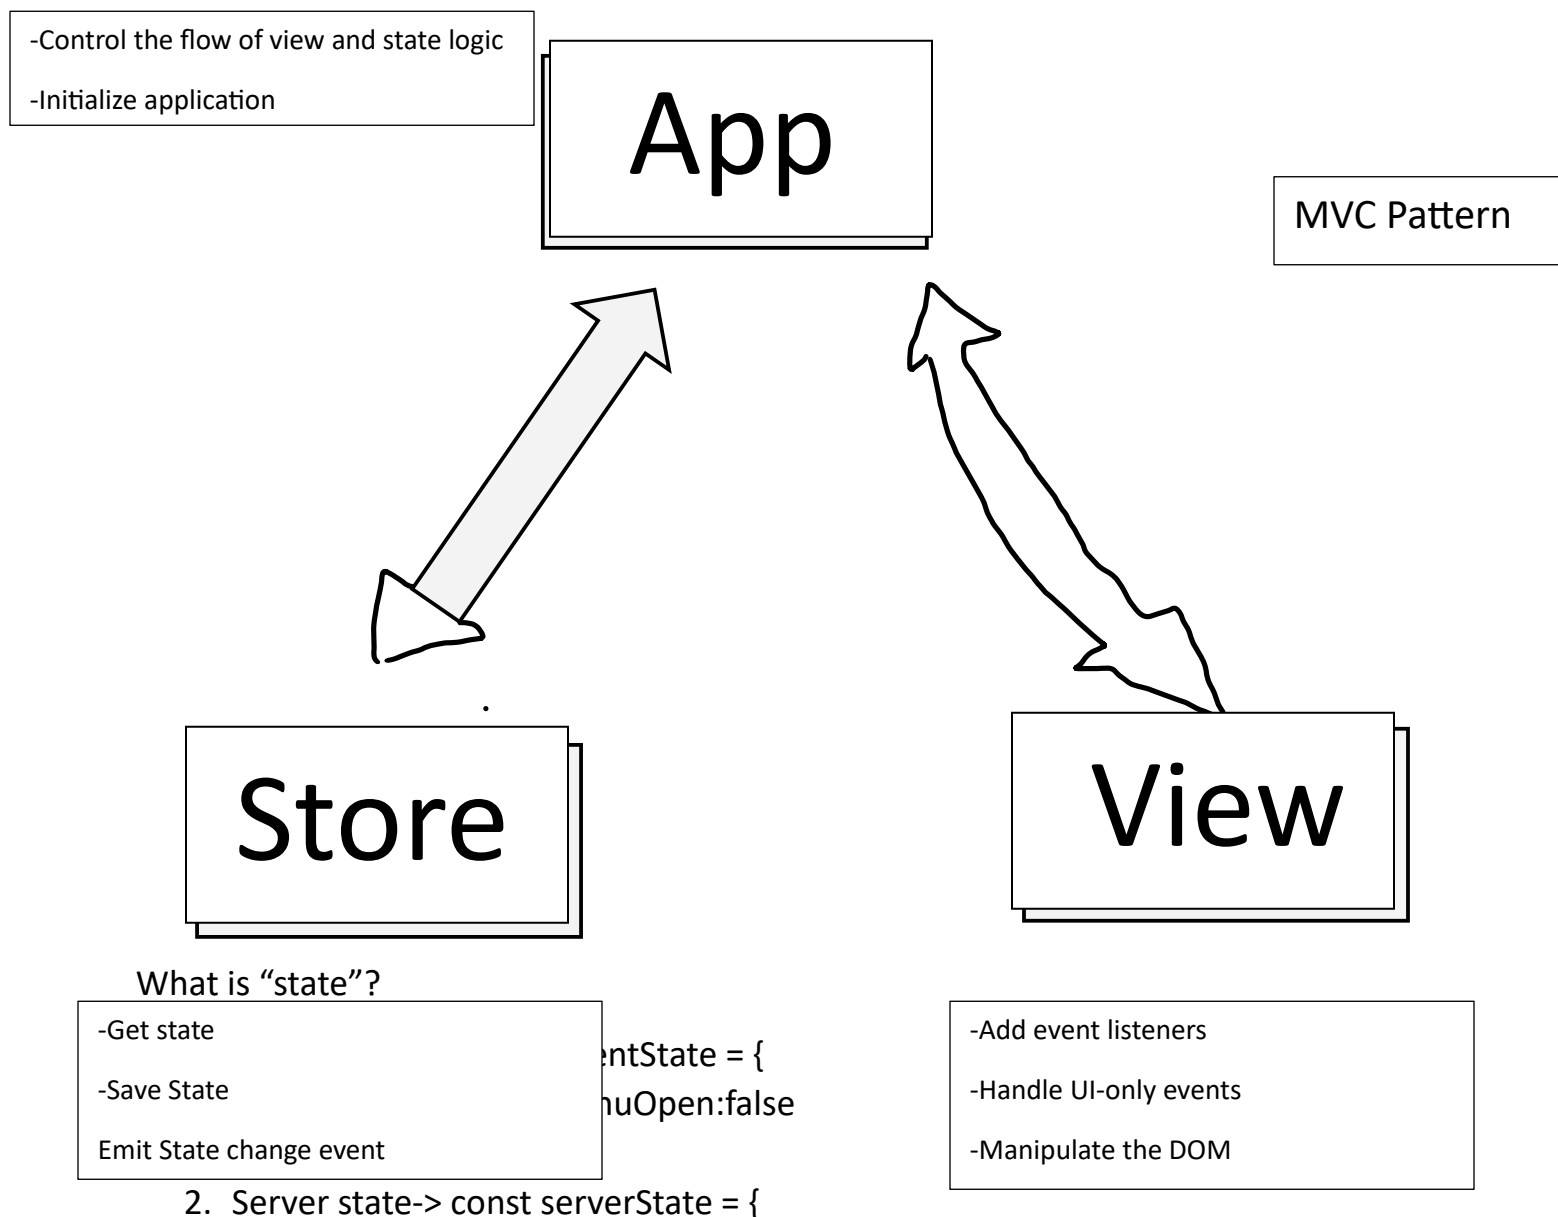 -Control the flow of view and state logic
-Initialize application
App
MVC Pattern
Store
View
What is “state”?
-Get state
-Save State
Emit State change event
entState = {
nuOpen:false
2. Server state-> const serverState = {
-Add event listeners
-Handle UI-only events
-Manipulate the DOM